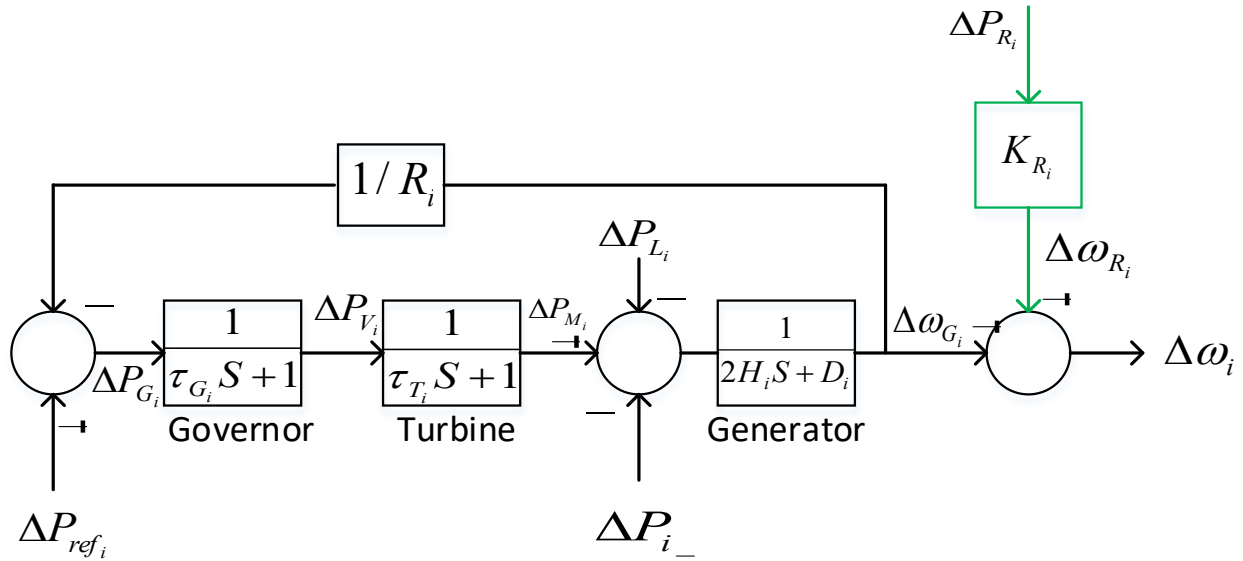 ΔP_{R_i}
K_{R_i}
1 / R_i
ΔP_{L_i}
Δω_{R_i}
1
τ_{G_i} S + 1
ΔP_{V_i}
1
τ_{T_i} S + 1
ΔP_{M_i}
1
2H_i S + D_i
Δω_{G_i}
Δω_i
ΔP_{G_i}
Governor
Turbine
Generator
ΔP_{ref_i}
ΔP_{i_}